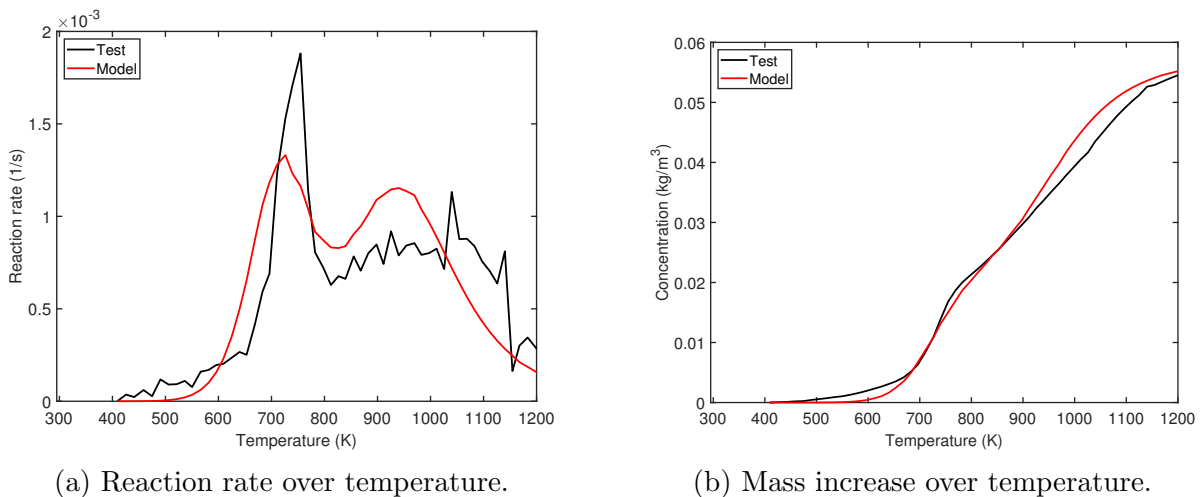 ×10⁻³
2
1.5
1
0.5
0
Reaction rate (1/s)
Test
Model
300 400 500 600 700 800 900 1000 1100 1200
Temperature (K)
(a) Reaction rate over temperature.
0.06
0.05
0.04
0.03
0.02
0.01
0
Concentration (kg/m³)
Test
Model
300 400 500 600 700 800 900 1000 1100 1200
Temperature (K)
(b) Mass increase over temperature.